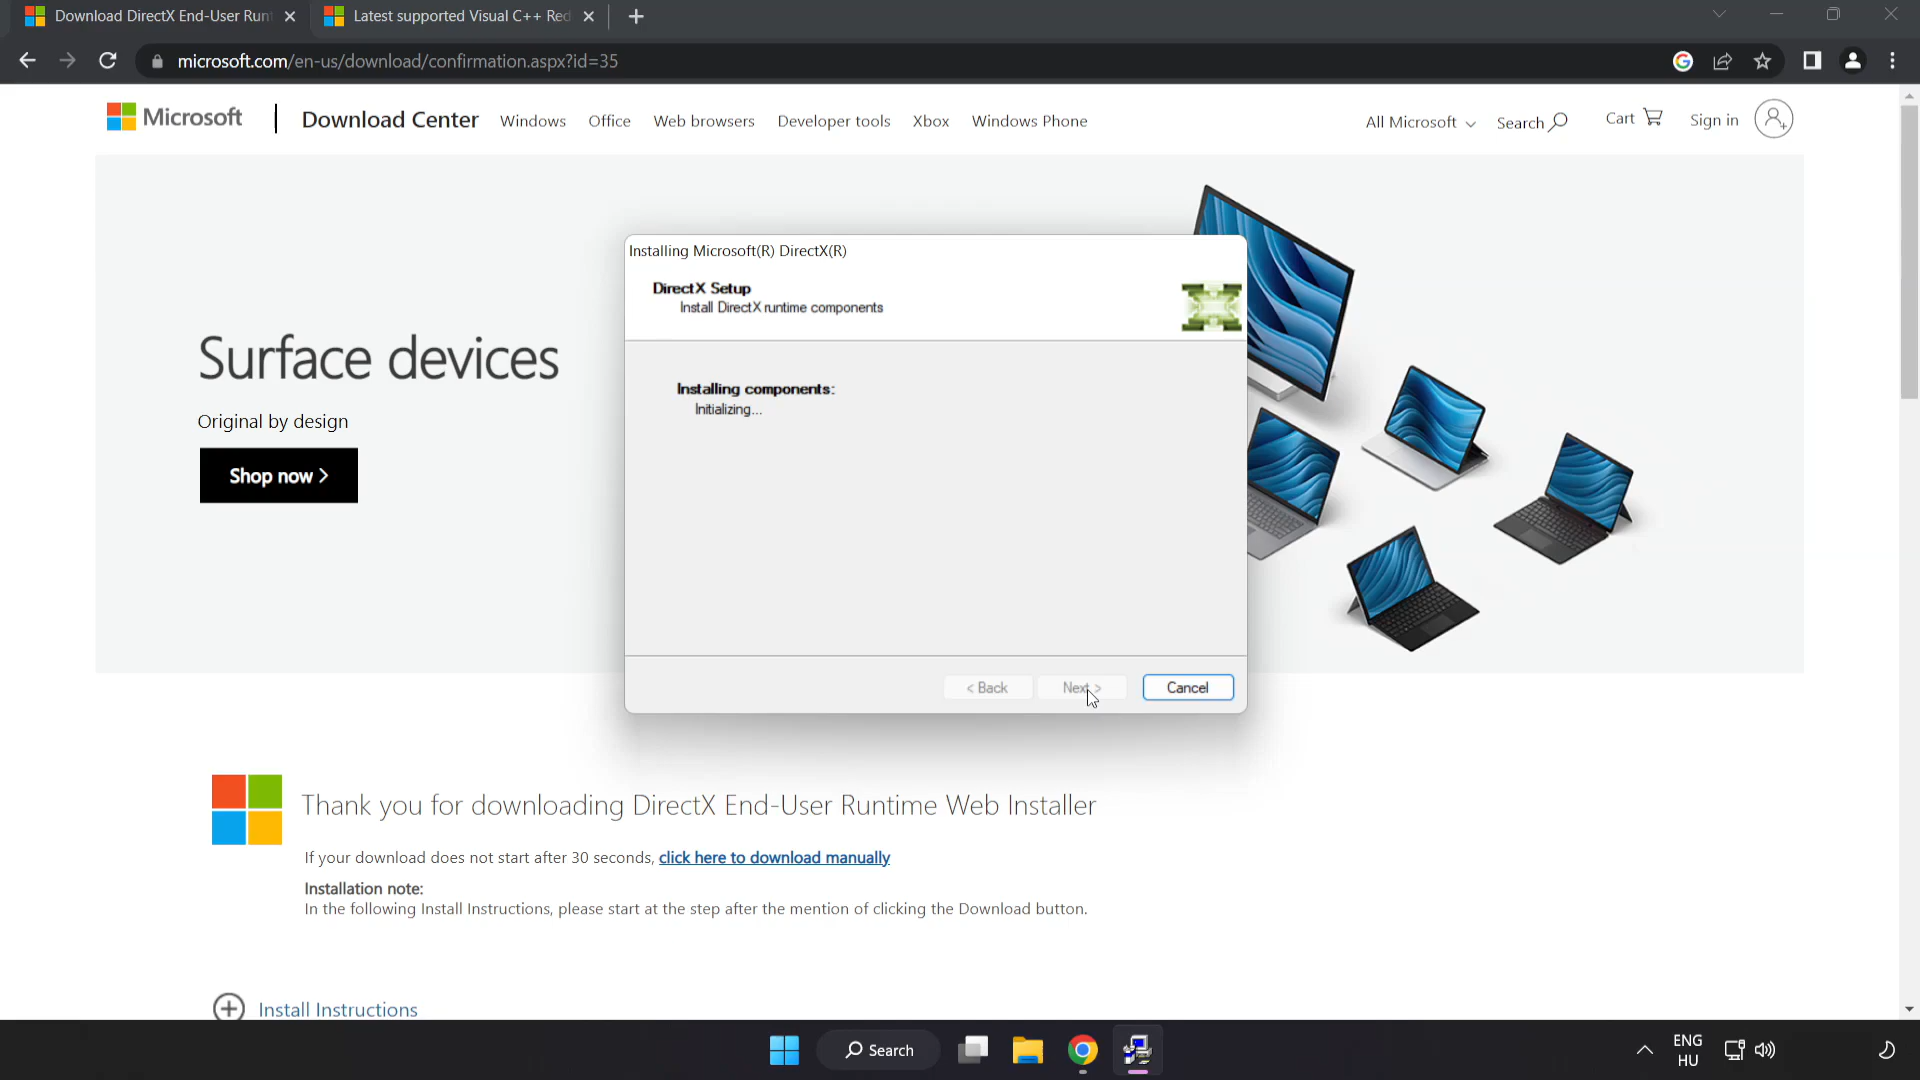 Download DirectX End-User Run
Latest supported Visual C++ Red
microsoft.com/en-us/download/confirmation.aspx?id=35
Microsoft
Download Center
Windows
Office
Web browsers
Developer tools
Xbox
Windows Phone
All Microsoft
Search
Cart
Sign in
Surface devices
Original by design
Shop now >
Installing Microsoft(R) DirectX(R)
DirectX Setup
Install DirectX runtime components
Installing components:
Initializing...
< Back
Next >
Cancel
Thank you for downloading DirectX End-User Runtime Web Installer
If your download does not start after 30 seconds, click here to download manually
Installation note:
In the following Install Instructions, please start at the step after the mention of clicking the Download button.
Install Instructions
Search
ENG
HU